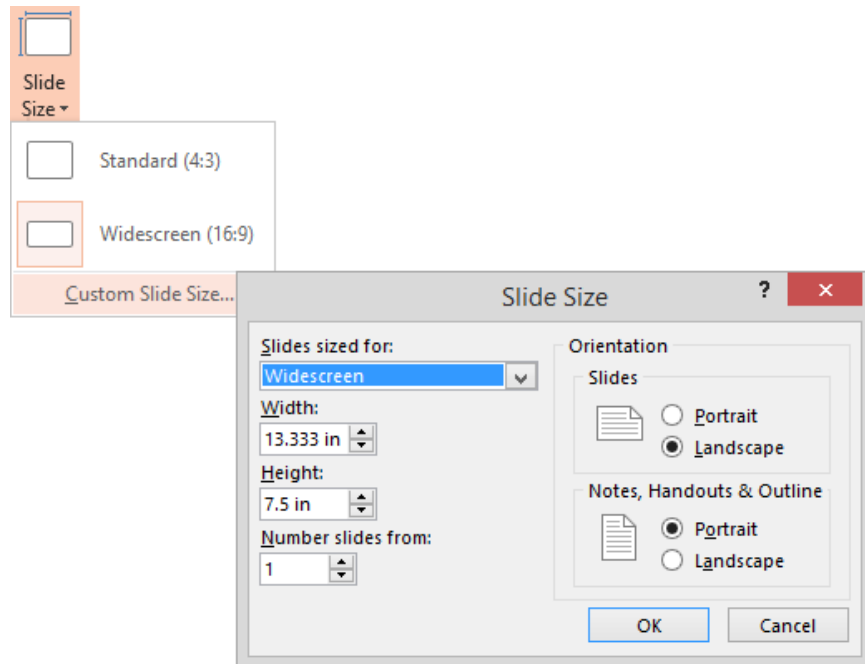 Slide
Size
Standard (4:3)
Widescreen (16:9)
Custom Slide Size...
Slide Size
?
Slides sized for:
Widescreen
Width:
13.333 in
Height:
7.5 in
Number slides from:
1
Orientation
Slides
Portrait
Landscape
Notes, Handouts & Outline
Portrait
Landscape
OK
Cancel